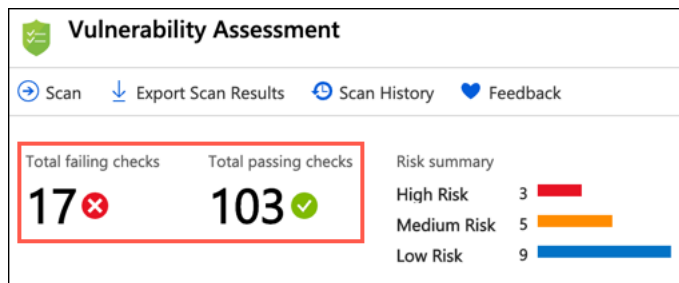 Vulnerability Assessment
Scan Export Scan Results Scan History Feedback
Total failing checks Total passing checks Risk summary
17 103
High Risk 3
Medium Risk 5
Low Risk 9